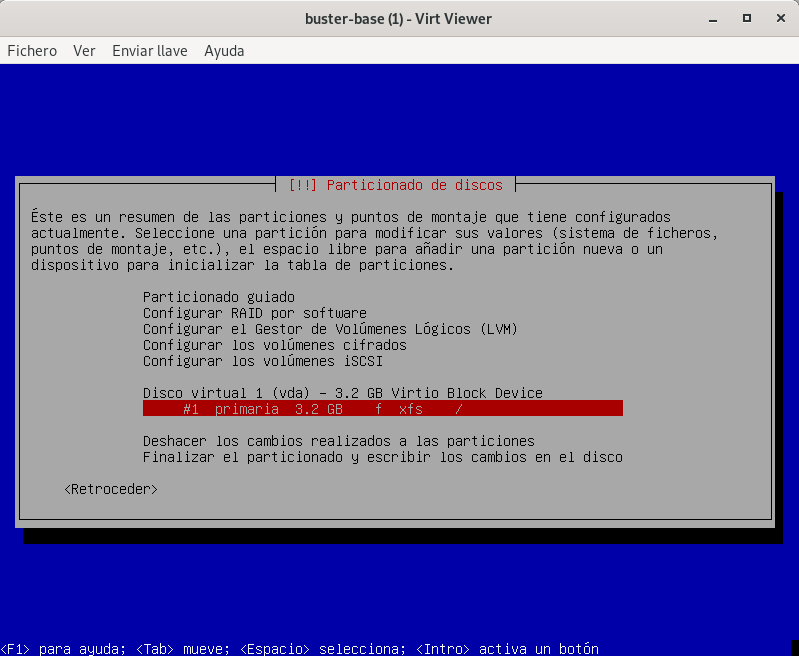 buster-base (1) - Virt Viewer
Fichero Ver Enviar llave Ayuda
[!!] Particionado de discos
Éste es un resumen de las particiones y puntos de montaje que tiene configurados
actualmente. Seleccione una partición para modificar sus valores (sistema de ficheros,
puntos de montaje, etc.), el espacio libre para añadir una partición nueva o un
dispositivo para inicializar la tabla de particiones.
Particionado guiado
Configurar RAID por software
Configurar el Gestor de Volúmenes Lógicos (LVM)
Configurar los volúmenes cifrados
Configurar los volúmenes iSCSI
Disco virtual 1 (vda) - 3.2 GB Virtio Block Device
#1 primaria 3.2 GB f xfs /
Deshacer los cambios realizados a las particiones
Finalizar el particionado y escribir los cambios en el disco
<Retroceder>
<F1> para ayuda; <Tab> mueve; <Espacio> selecciona; <Intro> activa un botón